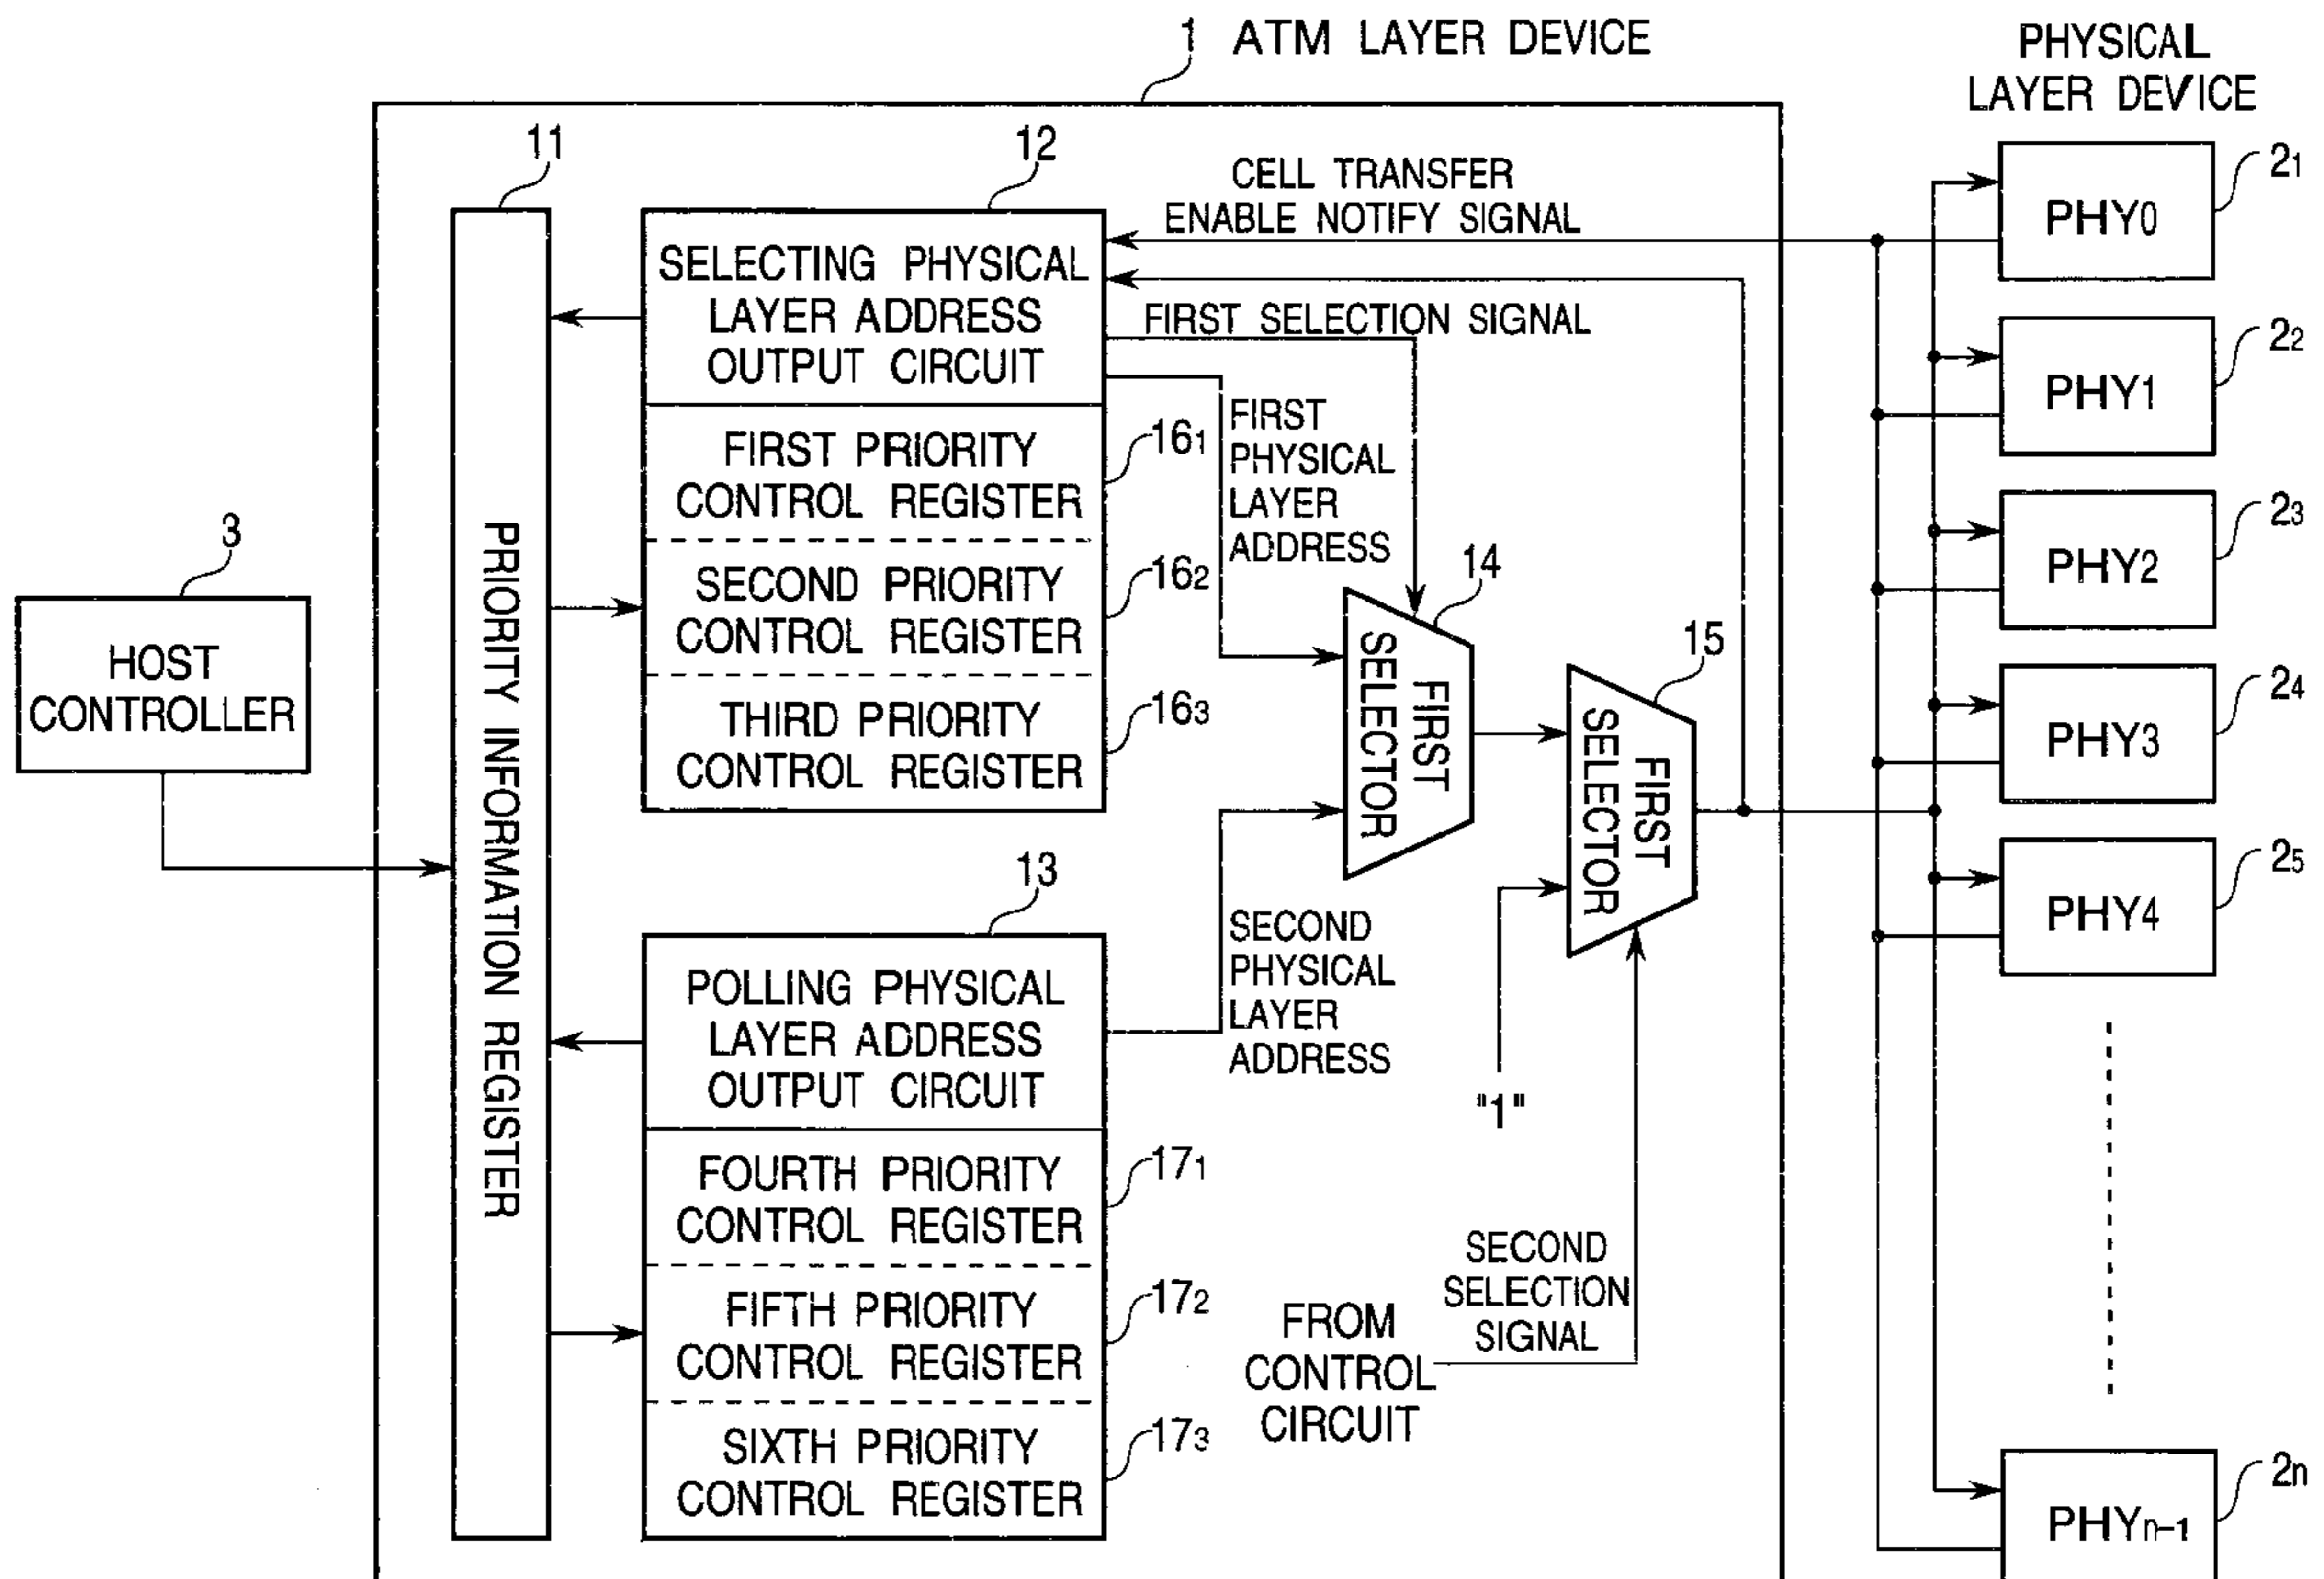 1 ATM LAYER DEVICE
PHYSICAL
LAYER DEVICE
11
12
CELL TRANSFER
ENABLE NOTIFY SIGNAL
SELECTING PHYSICAL
LAYER ADDRESS
OUTPUT CIRCUIT
FIRST SELECTION SIGNAL
FIRST
PHYSICAL
LAYER
ADDRESS
FIRST PRIORITY
CONTROL REGISTER
161
SECOND PRIORITY
CONTROL REGISTER
162
THIRD PRIORITY
CONTROL REGISTER
163
3
HOST
CONTROLLER
PRIORITY INFORMATION REGISTER
14
FIRST
SELECTOR
15
FIRST
SELECTOR
13
POLLING PHYSICAL
LAYER ADDRESS
OUTPUT CIRCUIT
SECOND
PHYSICAL
LAYER
ADDRESS
"1"
FOURTH PRIORITY
CONTROL REGISTER
171
FIFTH PRIORITY
CONTROL REGISTER
172
SIXTH PRIORITY
CONTROL REGISTER
173
SECOND
SELECTION
SIGNAL
FROM
CONTROL
CIRCUIT
PHY0
21
PHY1
22
PHY2
23
PHY3
24
PHY4
25
PHYn-1
2n